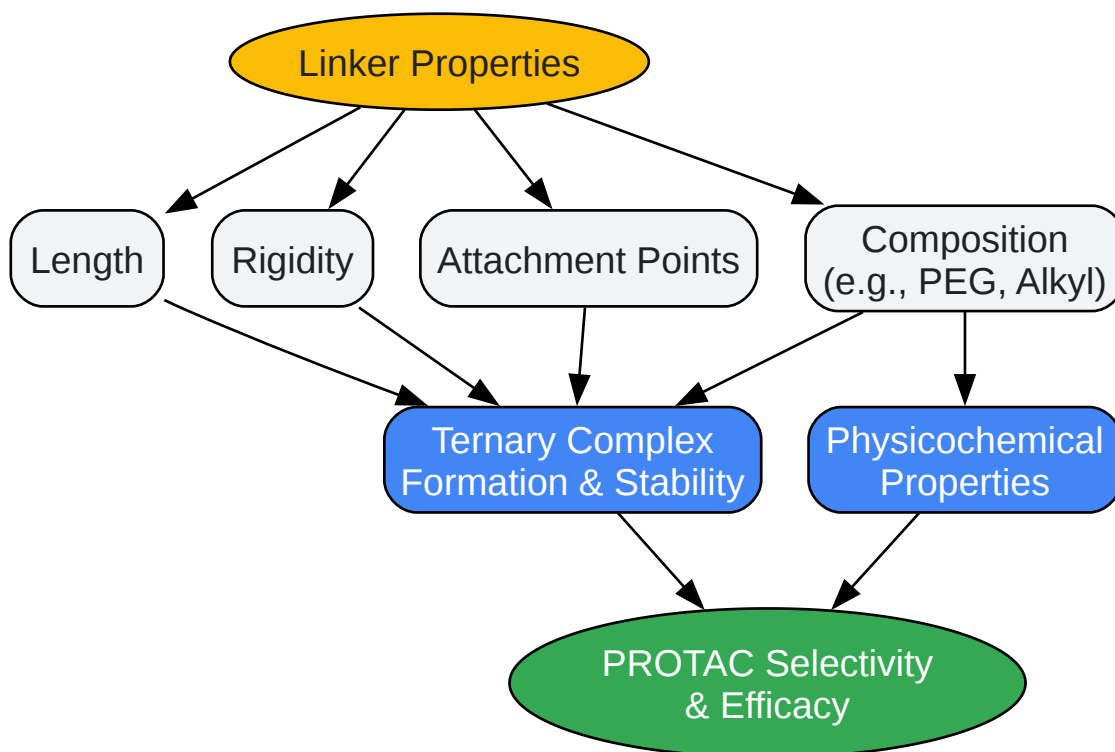 Linker Properties
Length
Rigidity
Attachment Points
Composition
(e.g., PEG, Alkyl)
Ternary Complex
Formation & Stability
Physicochemical
Properties
PROTAC Selectivity
& Efficacy